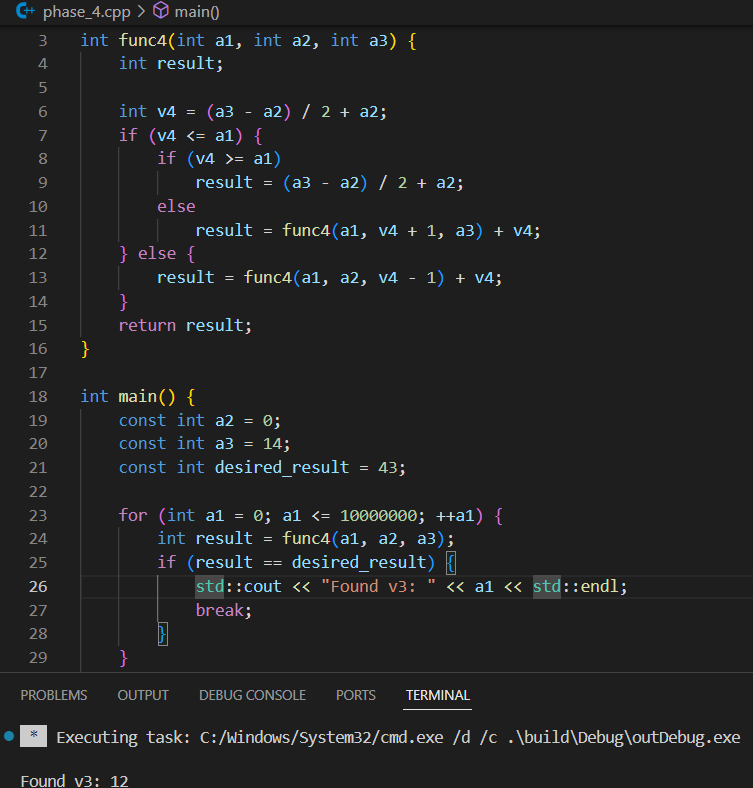 phase_4.cpp > main()
3 int func4(int a1, int a2, int a3) {
4 int result;
5
6 int v4 = (a3 - a2) / 2 + a2;
7 if (v4 <= a1) {
8 if (v4 >= a1)
9 result = (a3 - a2) / 2 + a2;
10 else
11 result = func4(a1, v4 + 1, a3) + v4;
12 } else {
13 result = func4(a1, a2, v4 - 1) + v4;
14 }
15 return result;
16 }
17
18 int main() {
19 const int a2 = 0;
20 const int a3 = 14;
21 const int desired_result = 43;
22
23 for (int a1 = 0; a1 <= 10000000; ++a1) {
24 int result = func4(a1, a2, a3);
25 if (result == desired_result) {
26 std::cout << "Found v3: " << a1 << std::endl;
27 break;
28 }
29 }
PROBLEMS OUTPUT DEBUG CONSOLE PORTS TERMINAL
* Executing task: C:/Windows/System32/cmd.exe /d /c .\build\Debug\outDebug.exe
Found v3: 12